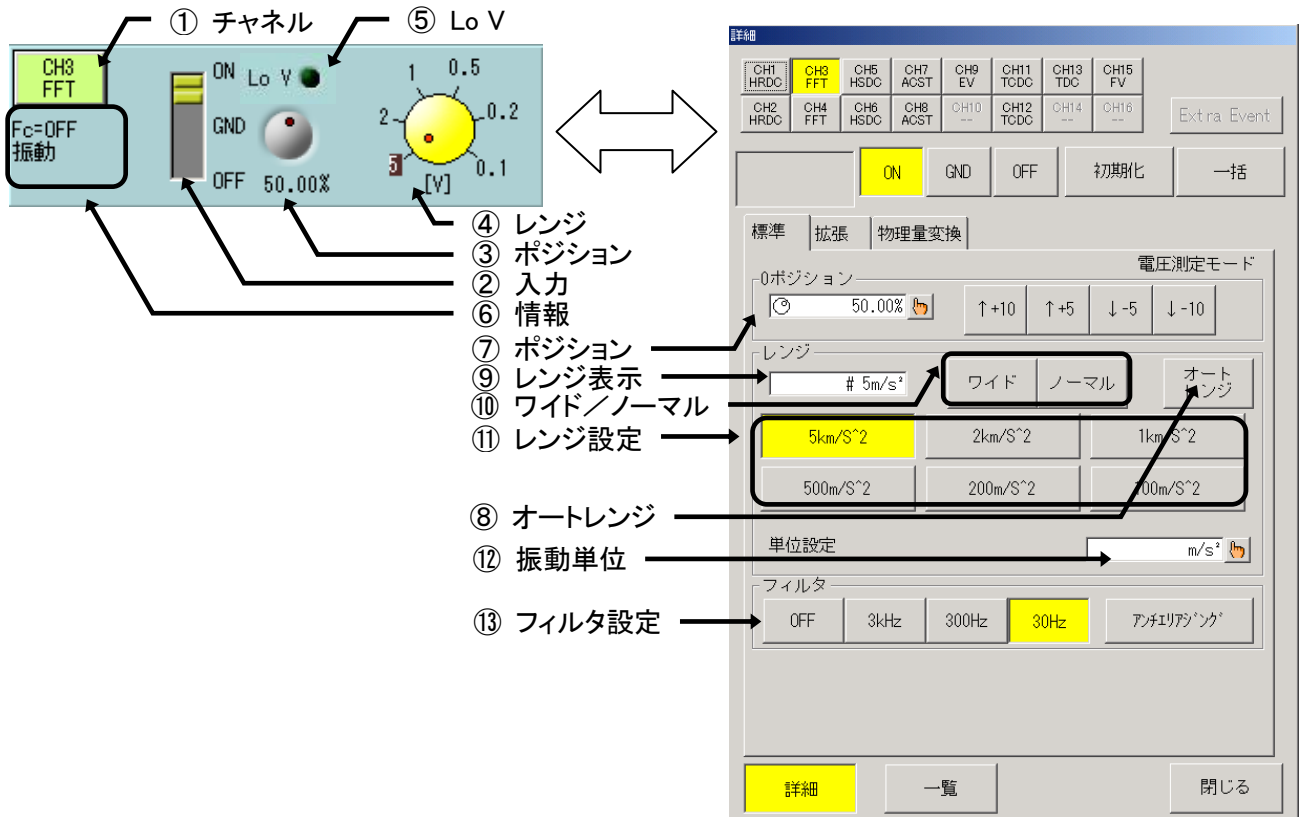 ① チャネル
⑤ Lo V
CH3
FFT
Fc=OFF
振動
ON
GND
OFF
Lo V
50.00%
5
2
1
0.5
0.2
0.1
[V]
④ レンジ
③ ポジション
② 入力
⑥ 情報
⑦ ポジション
⑨ レンジ表示
⑩ ワイド／ノーマル
⑪ レンジ設定
⑧ オートレンジ
⑫ 振動単位
⑬ フィルタ設定
詳細
CH1 HRDC
CH3 FFT
CH5 HSDC
CH7 ACST
CH9 EV
CH11 TCDC
CH13 TDC
CH15 FV
CH2 HRDC
CH4 FFT
CH6 HSDC
CH8 ACST
CH10 --
CH12 TCDC
CH14 --
CH16 --
Extra Event
ON
GND
OFF
初期化
一括
標準
拡張
物理量変換
電圧測定モード
0ポジション
50.00%
↑+10
↑+5
↓-5
↓-10
レンジ
# 5m/s²
ワイド
ノーマル
オート
レンジ
5km/S^2
2km/S^2
1km/S^2
500m/S^2
200m/S^2
100m/S^2
単位設定
m/s²
フィルタ
OFF
3kHz
300Hz
30Hz
ｱﾝﾁｴﾘｱｼﾞﾝｸﾞ
詳細
一覧
閉じる